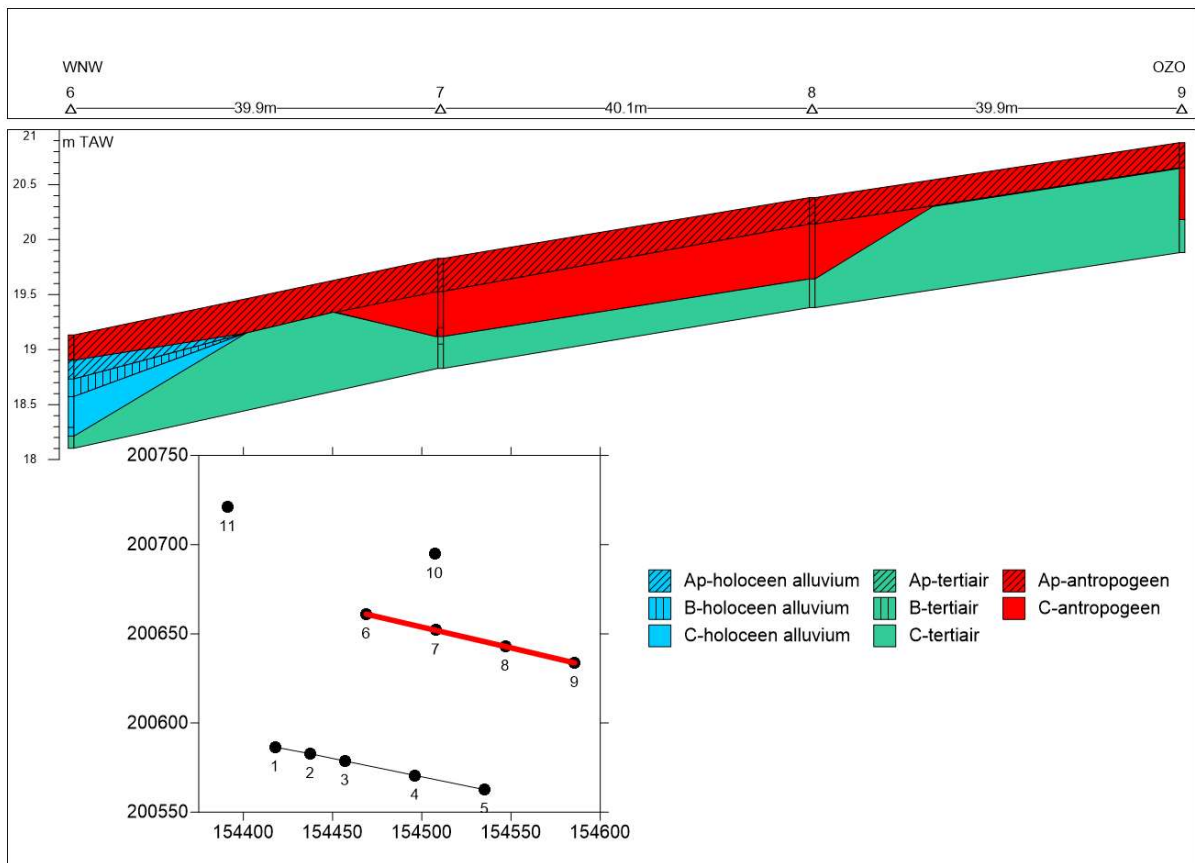 WNW OZO
6 7 8 9
39.9m 40.1m 39.9m
21 m TAW
20.5
20
19.5
19
18.5
18
200750
200700
200650
200600
200550
154400 154450 154500 154550 154600
11
10
6
7
8
9
1
2
3
4
5
Ap-holoceen alluvium Ap-tertiair Ap-antropogeen
B-holoceen alluvium B-tertiair C-antropogeen
C-holoceen alluvium C-tertiair